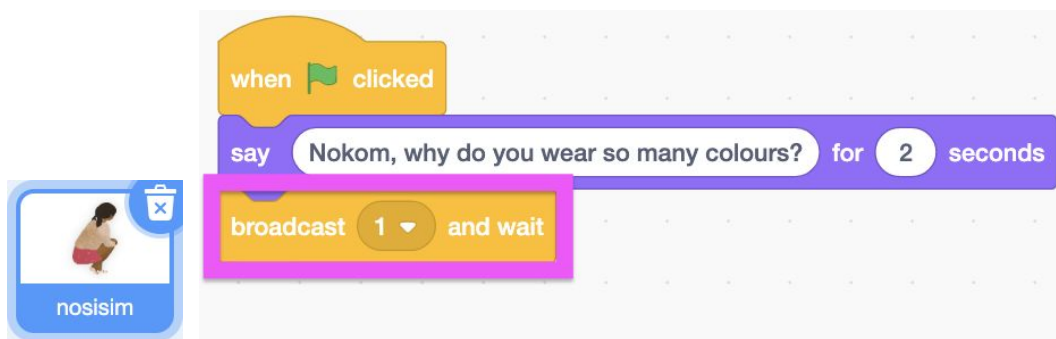 when clicked
say Nokom, why do you wear so many colours? for 2 seconds
broadcast 1 and wait
nosisim